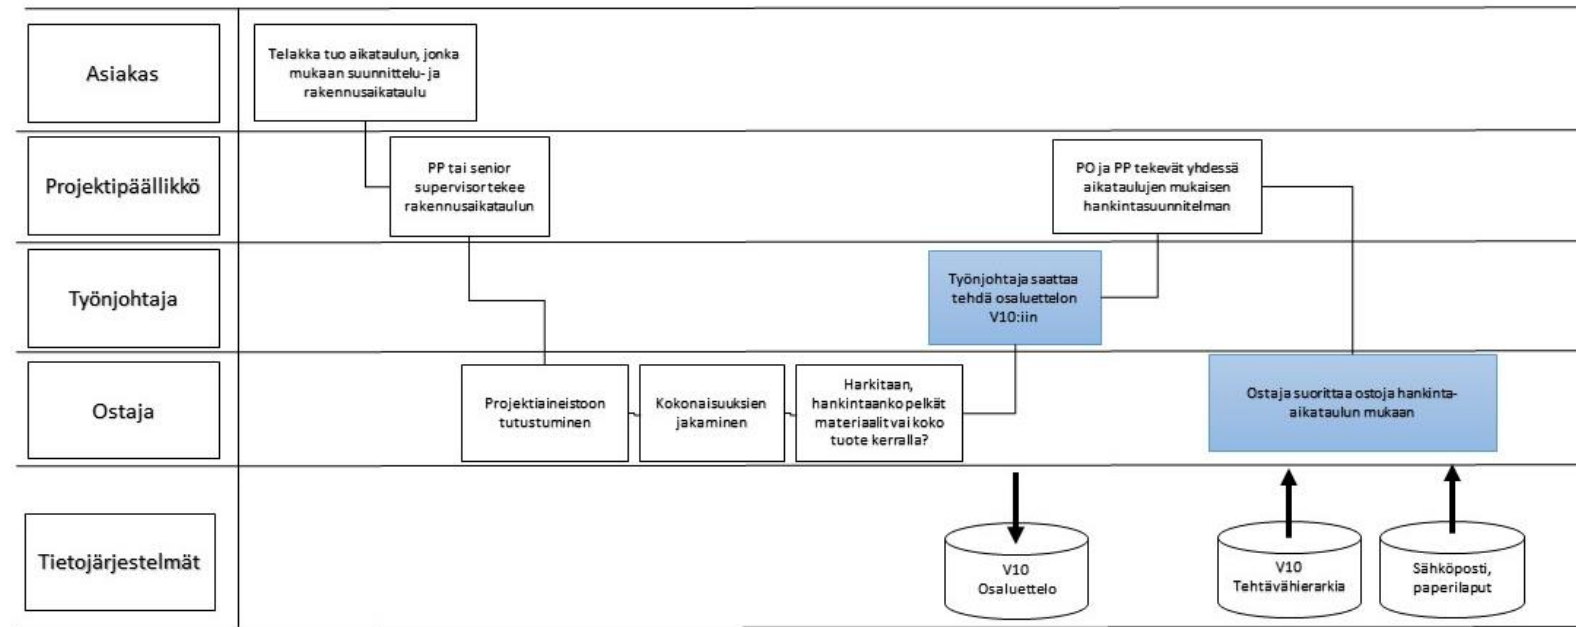 Asiakas
Telakka tuo aikataulun, jonka
mukaan suunnittelu- ja
rakennusaikataulu
Projektipäällikkö
PP tai senior
supervisor tekee
rakennusaikataulun
PO ja PP tekevät yhdessä
aikataulujen mukaisen
hankintasuunnitelman
Työnjohtaja
Työnjohtaja saattaa
tehdä osaluettelon
V10:iin
Ostaja
Projektiaineistoon
tutustuminen
Kokonaisuuksien
jakaminen
Harkitaan,
hankitaanko pelkät
materiaalit vai koko
tuote kerralla?
Ostaja suorittaa ostoja hankinta-
aikataulun mukaan
Tietojärjestelmät
V10
Osaluettelo
V10
Tehtävähierarkia
Sähköposti,
paperilaput